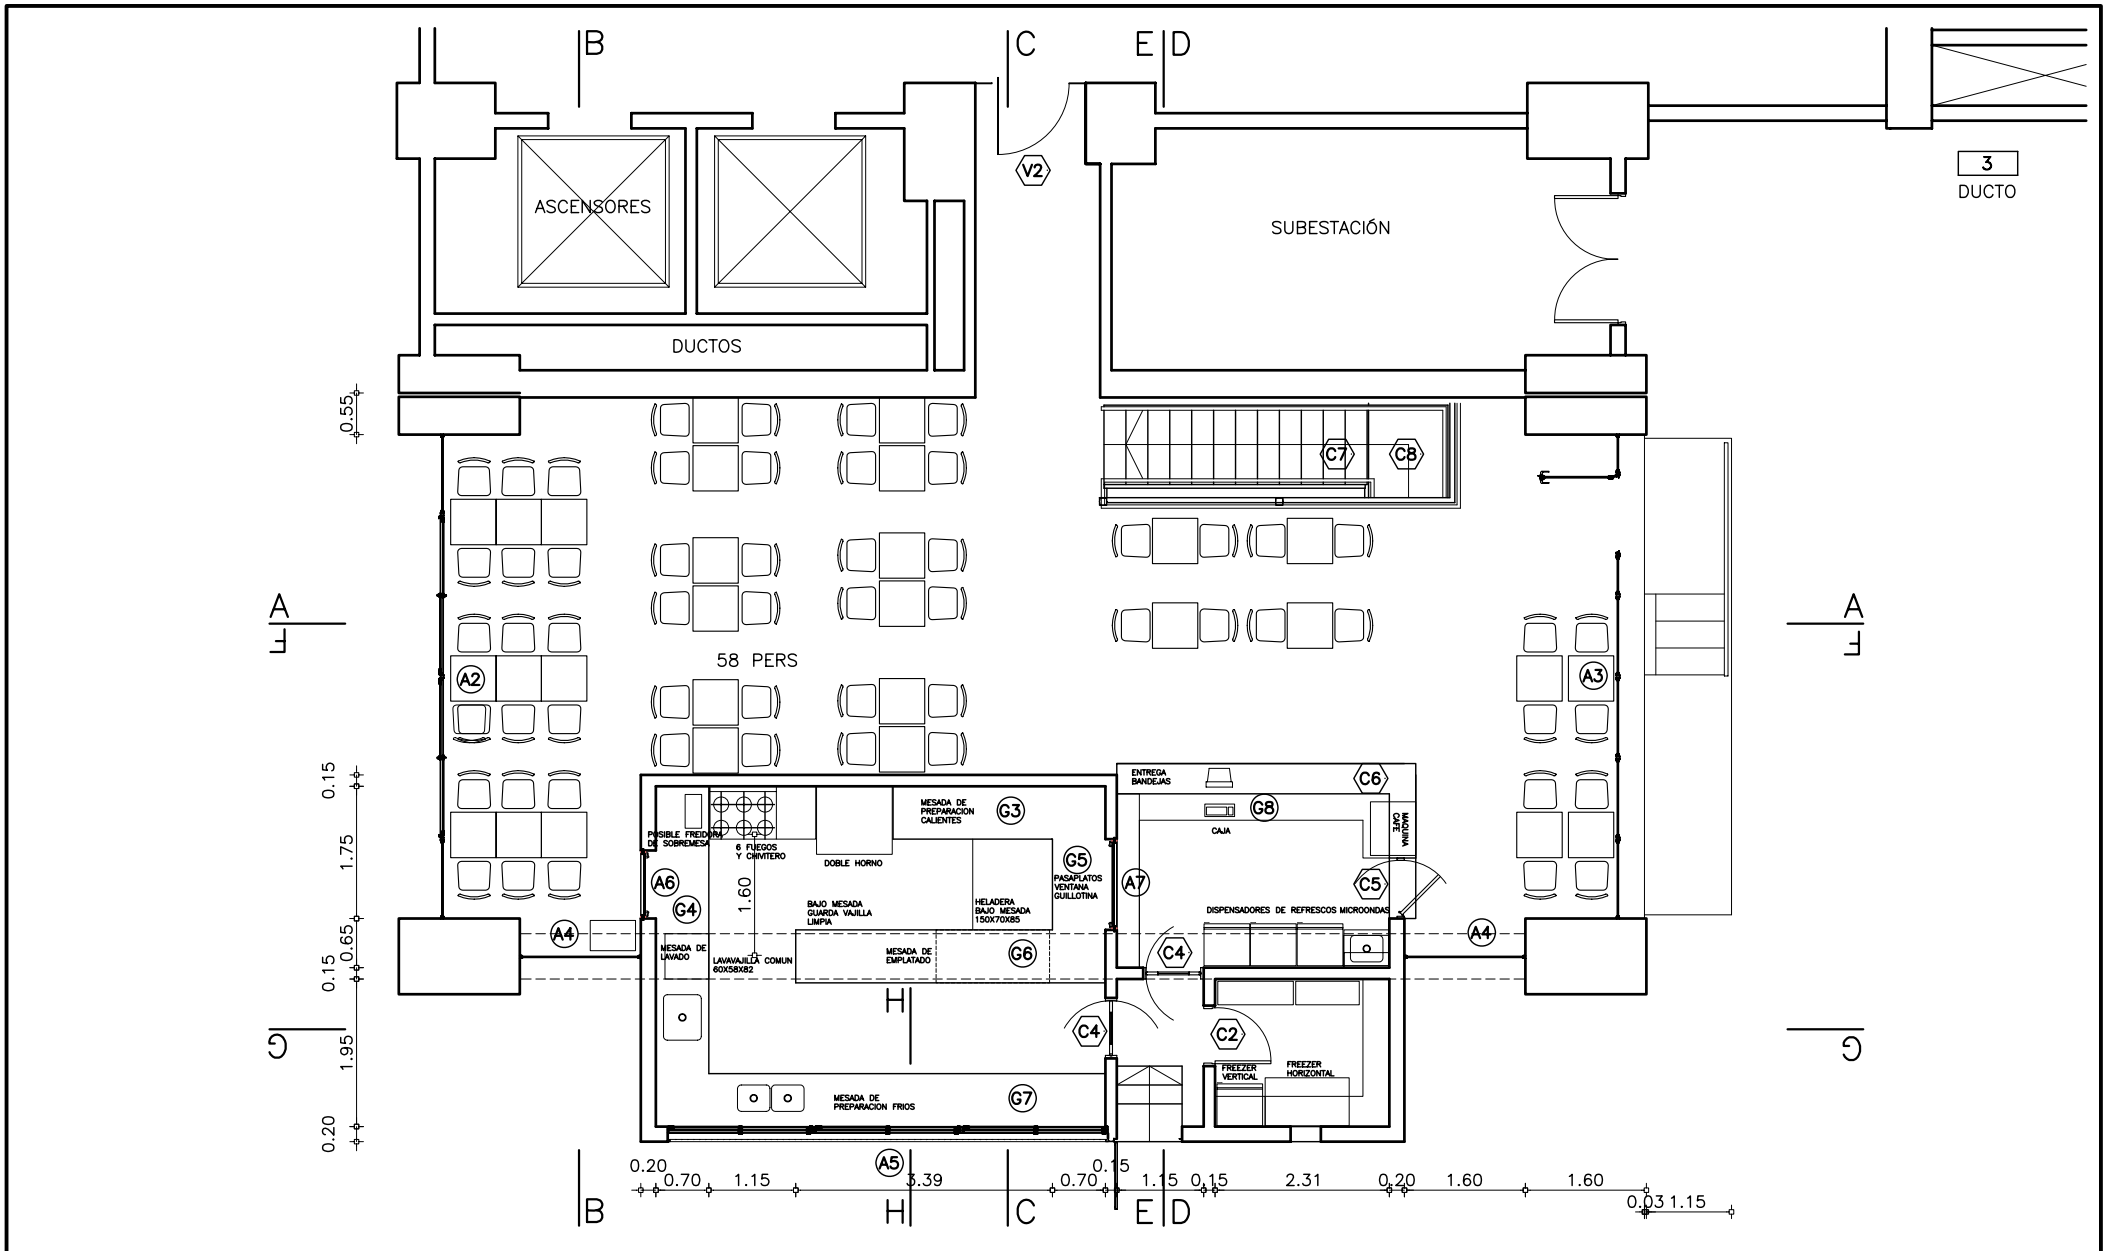 B
C
E
D
V2
3
DUCTO
ASCENSORES
SUBESTACIÓN
DUCTOS
0.55
C7
C8
E
A
F
A
F
58 PERS
A2
A3
0.15
1.75
0.65
0.15
1.95
0.20
ENTREGA
BANDEJAS
C6
MESADA DE
PREPARACION
CALIENTES
G3
G8
CAJA
MAQUINA
CAFE
POSIBLE FREIDORA
DE SOBREMESA
6 FUEGOS
Y CHIVITERO
DOBLE HORNO
G5
PASAPLATOS
VENTANA
GUILLOTINA
A6
A7
C5
1.60
G4
BAJO MESADA
GUARDA VAJILLA
LIMPIA
HELADERA
BAJO MESADA
150X70X85
DISPENSADORES DE REFRESCOS
MICROONDAS
A4
A4
MESADA DE
LAVADO
LAVAVAJILLA COMUN
60X58X82
MESADA DE
EMPLATADO
G6
C4
H
C4
C2
G
G
FREEZER
VERTICAL
FREEZER
HORIZONTAL
MESADA DE
PREPARACION FRIOS
G7
A5
0.20
0.70
1.15
3.39
0.70
0.15
1.15
0.15
2.31
0.20
1.60
1.60
0.03
1.15
B
H
C
E
D